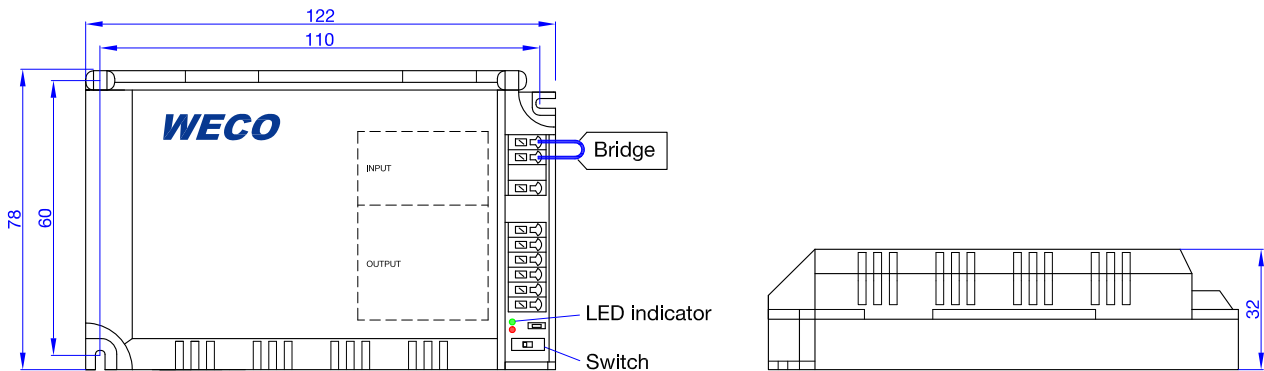 122
110
WECO
Bridge
INPUT
78
60
OUTPUT
LED indicator
32
Switch